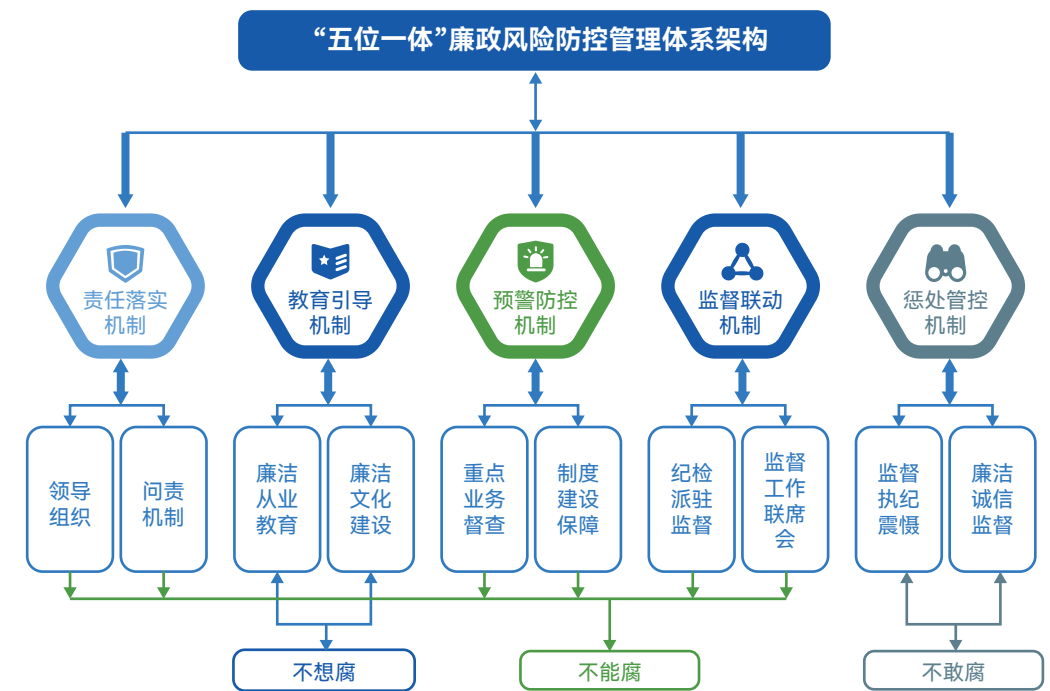 “五位一体”廉政风险防控管理体系架构
责任落实
机制
教育引导
机制
预警防控
机制
监督联动
机制
惩处管控
机制
领导
组织
问责
机制
廉洁
从业
教育
廉洁
文化
建设
重点
业务
督查
制度
建设
保障
纪检
派驻
监督
监督
工作
联席
会
监督
执纪
震慑
廉洁
诚信
监督
不想腐
不能腐
不敢腐